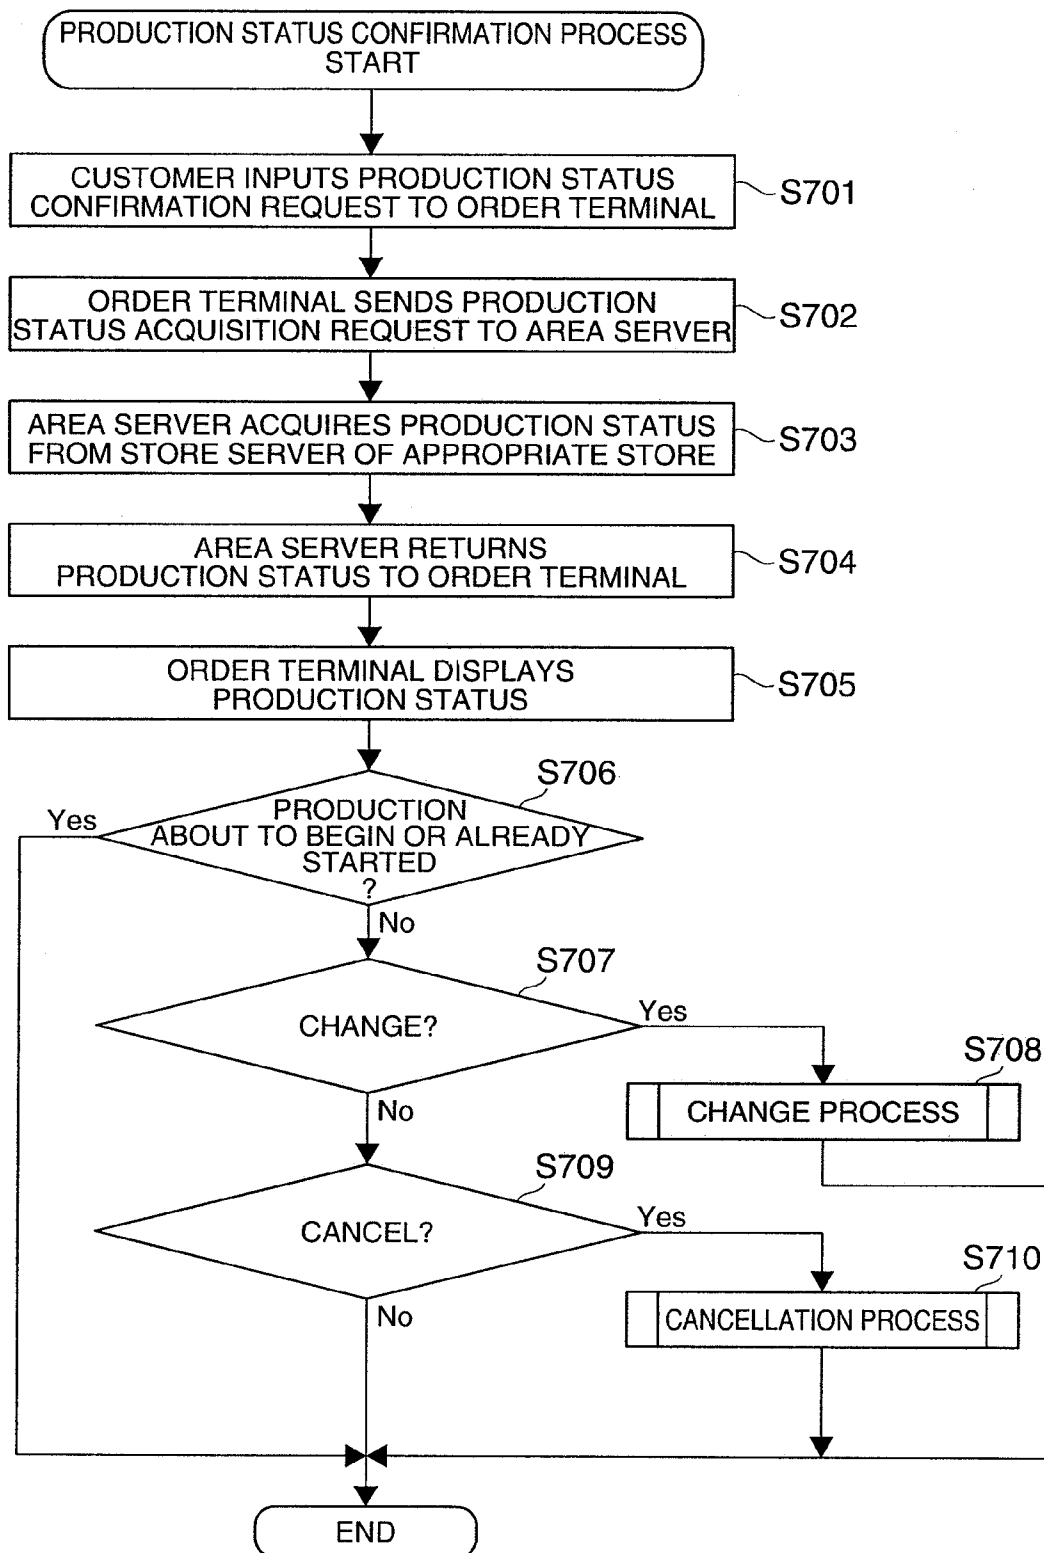 PRODUCTION STATUS CONFIRMATION PROCESS
START
CUSTOMER INPUTS PRODUCTION STATUS
CONFIRMATION REQUEST TO ORDER TERMINAL
S701
ORDER TERMINAL SENDS PRODUCTION
STATUS ACQUISITION REQUEST TO AREA SERVER
S702
AREA SERVER ACQUIRES PRODUCTION STATUS
FROM STORE SERVER OF APPROPRIATE STORE
S703
AREA SERVER RETURNS
PRODUCTION STATUS TO ORDER TERMINAL
S704
ORDER TERMINAL DISPLAYS
PRODUCTION STATUS
S705
S706
Yes
PRODUCTION
ABOUT TO BEGIN OR ALREADY
STARTED
?
No
S707
CHANGE?
Yes
S708
CHANGE PROCESS
No
S709
CANCEL?
Yes
S710
CANCELLATION PROCESS
No
END